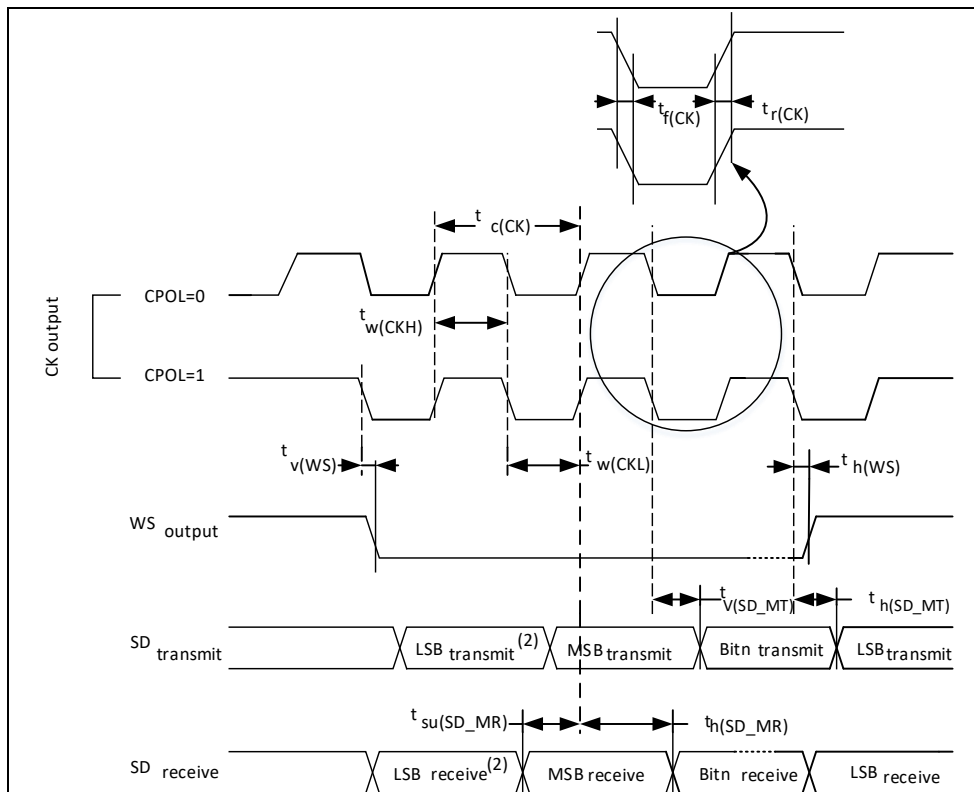 t f(CK)
t r(CK)
t c(CK)
CK output
CPOL=0
t w(CKH)
CPOL=1
t v(WS)
t w(CKL)
t h(WS)
WS output
t V(SD_MT)
t h(SD_MT)
SD transmit
LSB transmit(2)
MSB transmit
Bitn transmit
LSB transmit
t su(SD_MR)
t h(SD_MR)
SD receive
LSB receive(2)
MSB receive
Bitn receive
LSB receive